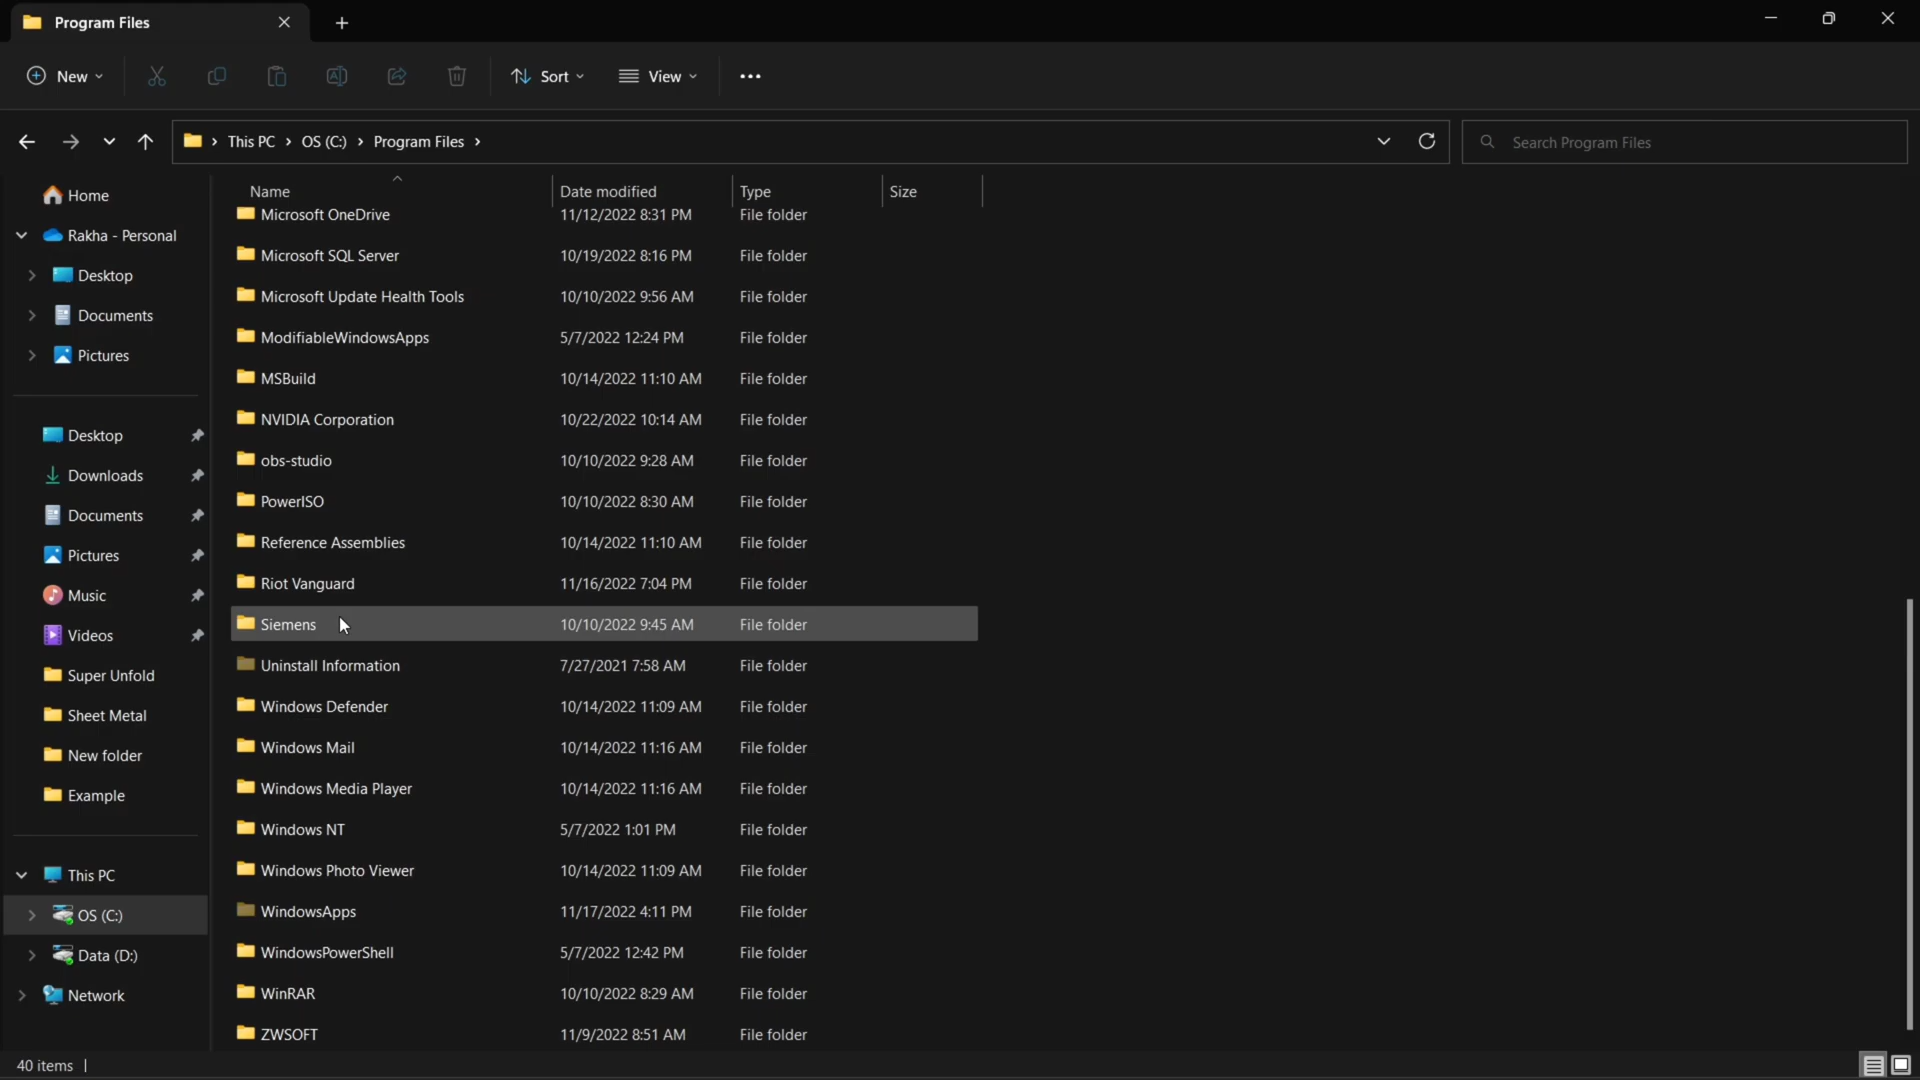 Program Files
New
Sort
View
This PC > OS (C:) > Program Files >
Search Program Files
Home
Rakha - Personal
Desktop
Documents
Pictures
Desktop
Downloads
Documents
Pictures
Music
Videos
Super Unfold
Sheet Metal
New folder
Example
This PC
OS (C:)
Data (D:)
Network
Name Date modified Type Size
Microsoft OneDrive 11/12/2022 8:31 PM File folder
Microsoft SQL Server 10/19/2022 8:16 PM File folder
Microsoft Update Health Tools 10/10/2022 9:56 AM File folder
ModifiableWindowsApps 5/7/2022 12:24 PM File folder
MSBuild 10/14/2022 11:10 AM File folder
NVIDIA Corporation 10/22/2022 10:14 AM File folder
obs-studio 10/10/2022 9:28 AM File folder
PowerISO 10/10/2022 8:30 AM File folder
Reference Assemblies 10/14/2022 11:10 AM File folder
Riot Vanguard 11/16/2022 7:04 PM File folder
Siemens 10/10/2022 9:45 AM File folder
Uninstall Information 7/27/2021 7:58 AM File folder
Windows Defender 10/14/2022 11:09 AM File folder
Windows Mail 10/14/2022 11:16 AM File folder
Windows Media Player 10/14/2022 11:16 AM File folder
Windows NT 5/7/2022 1:01 PM File folder
Windows Photo Viewer 10/14/2022 11:09 AM File folder
WindowsApps 11/17/2022 4:11 PM File folder
WindowsPowerShell 5/7/2022 12:42 PM File folder
WinRAR 10/10/2022 8:29 AM File folder
ZWSOFT 11/9/2022 8:51 AM File folder
40 items